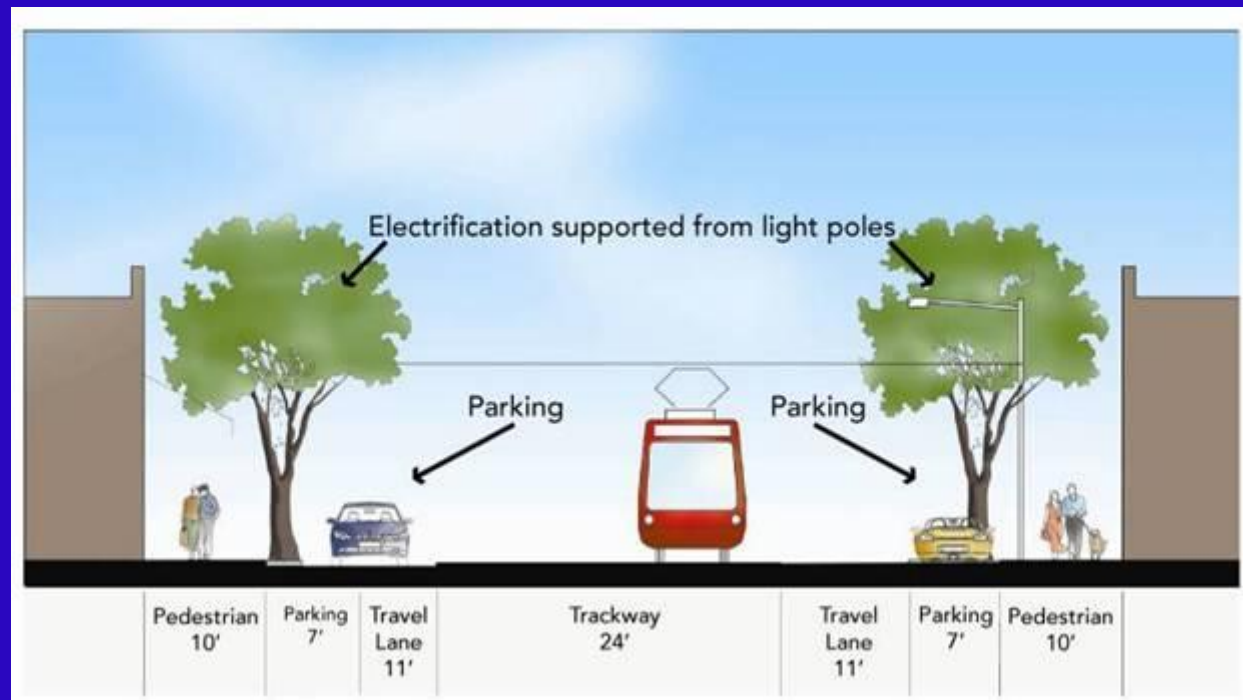 Electrification supported from light poles
Parking
Parking
Pedestrian
10'
Parking
7'
Travel
Lane
11'
Trackway
24'
Travel
Lane
11'
Parking
7'
Pedestrian
10'